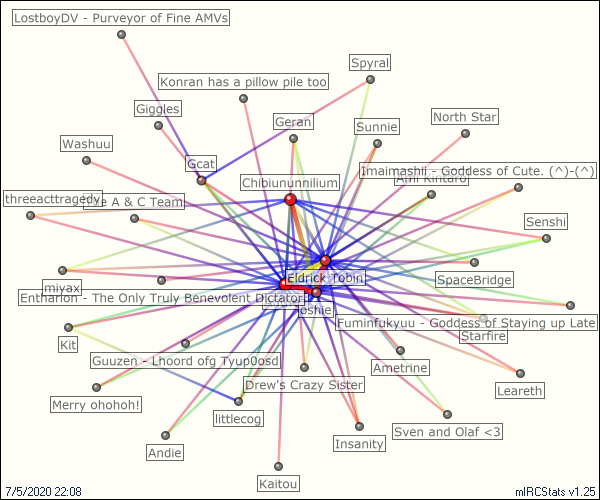 LostboyDV - Purveyor of Fine AMVs
Spyral
Konran has a pillow pile too
Giggles
North Star
Geran
Sunnie
Washuu
Gcat
Imaimashii - Goddess of Cute. (^)-(^)
Ami Kintaro
Chibiununnilium
threeacttragedy
The A & C Team
Senshi
Eldrick Tobin
SpaceBridge
miyax
Entharion - The Only Truly Benevolent Dictator
Fuminfukyuu - Goddess of Staying up Late
Starfire
Kit
Guuzen - Lhoord ofg Tyup0osd
Ametrine
Drew's Crazy Sister
Leareth
Merry ohohoh!
littlecog
Sven and Olaf <3
Insanity
Andie
Kaitou
7/5/2020 22:08
mIRCStats v1.25